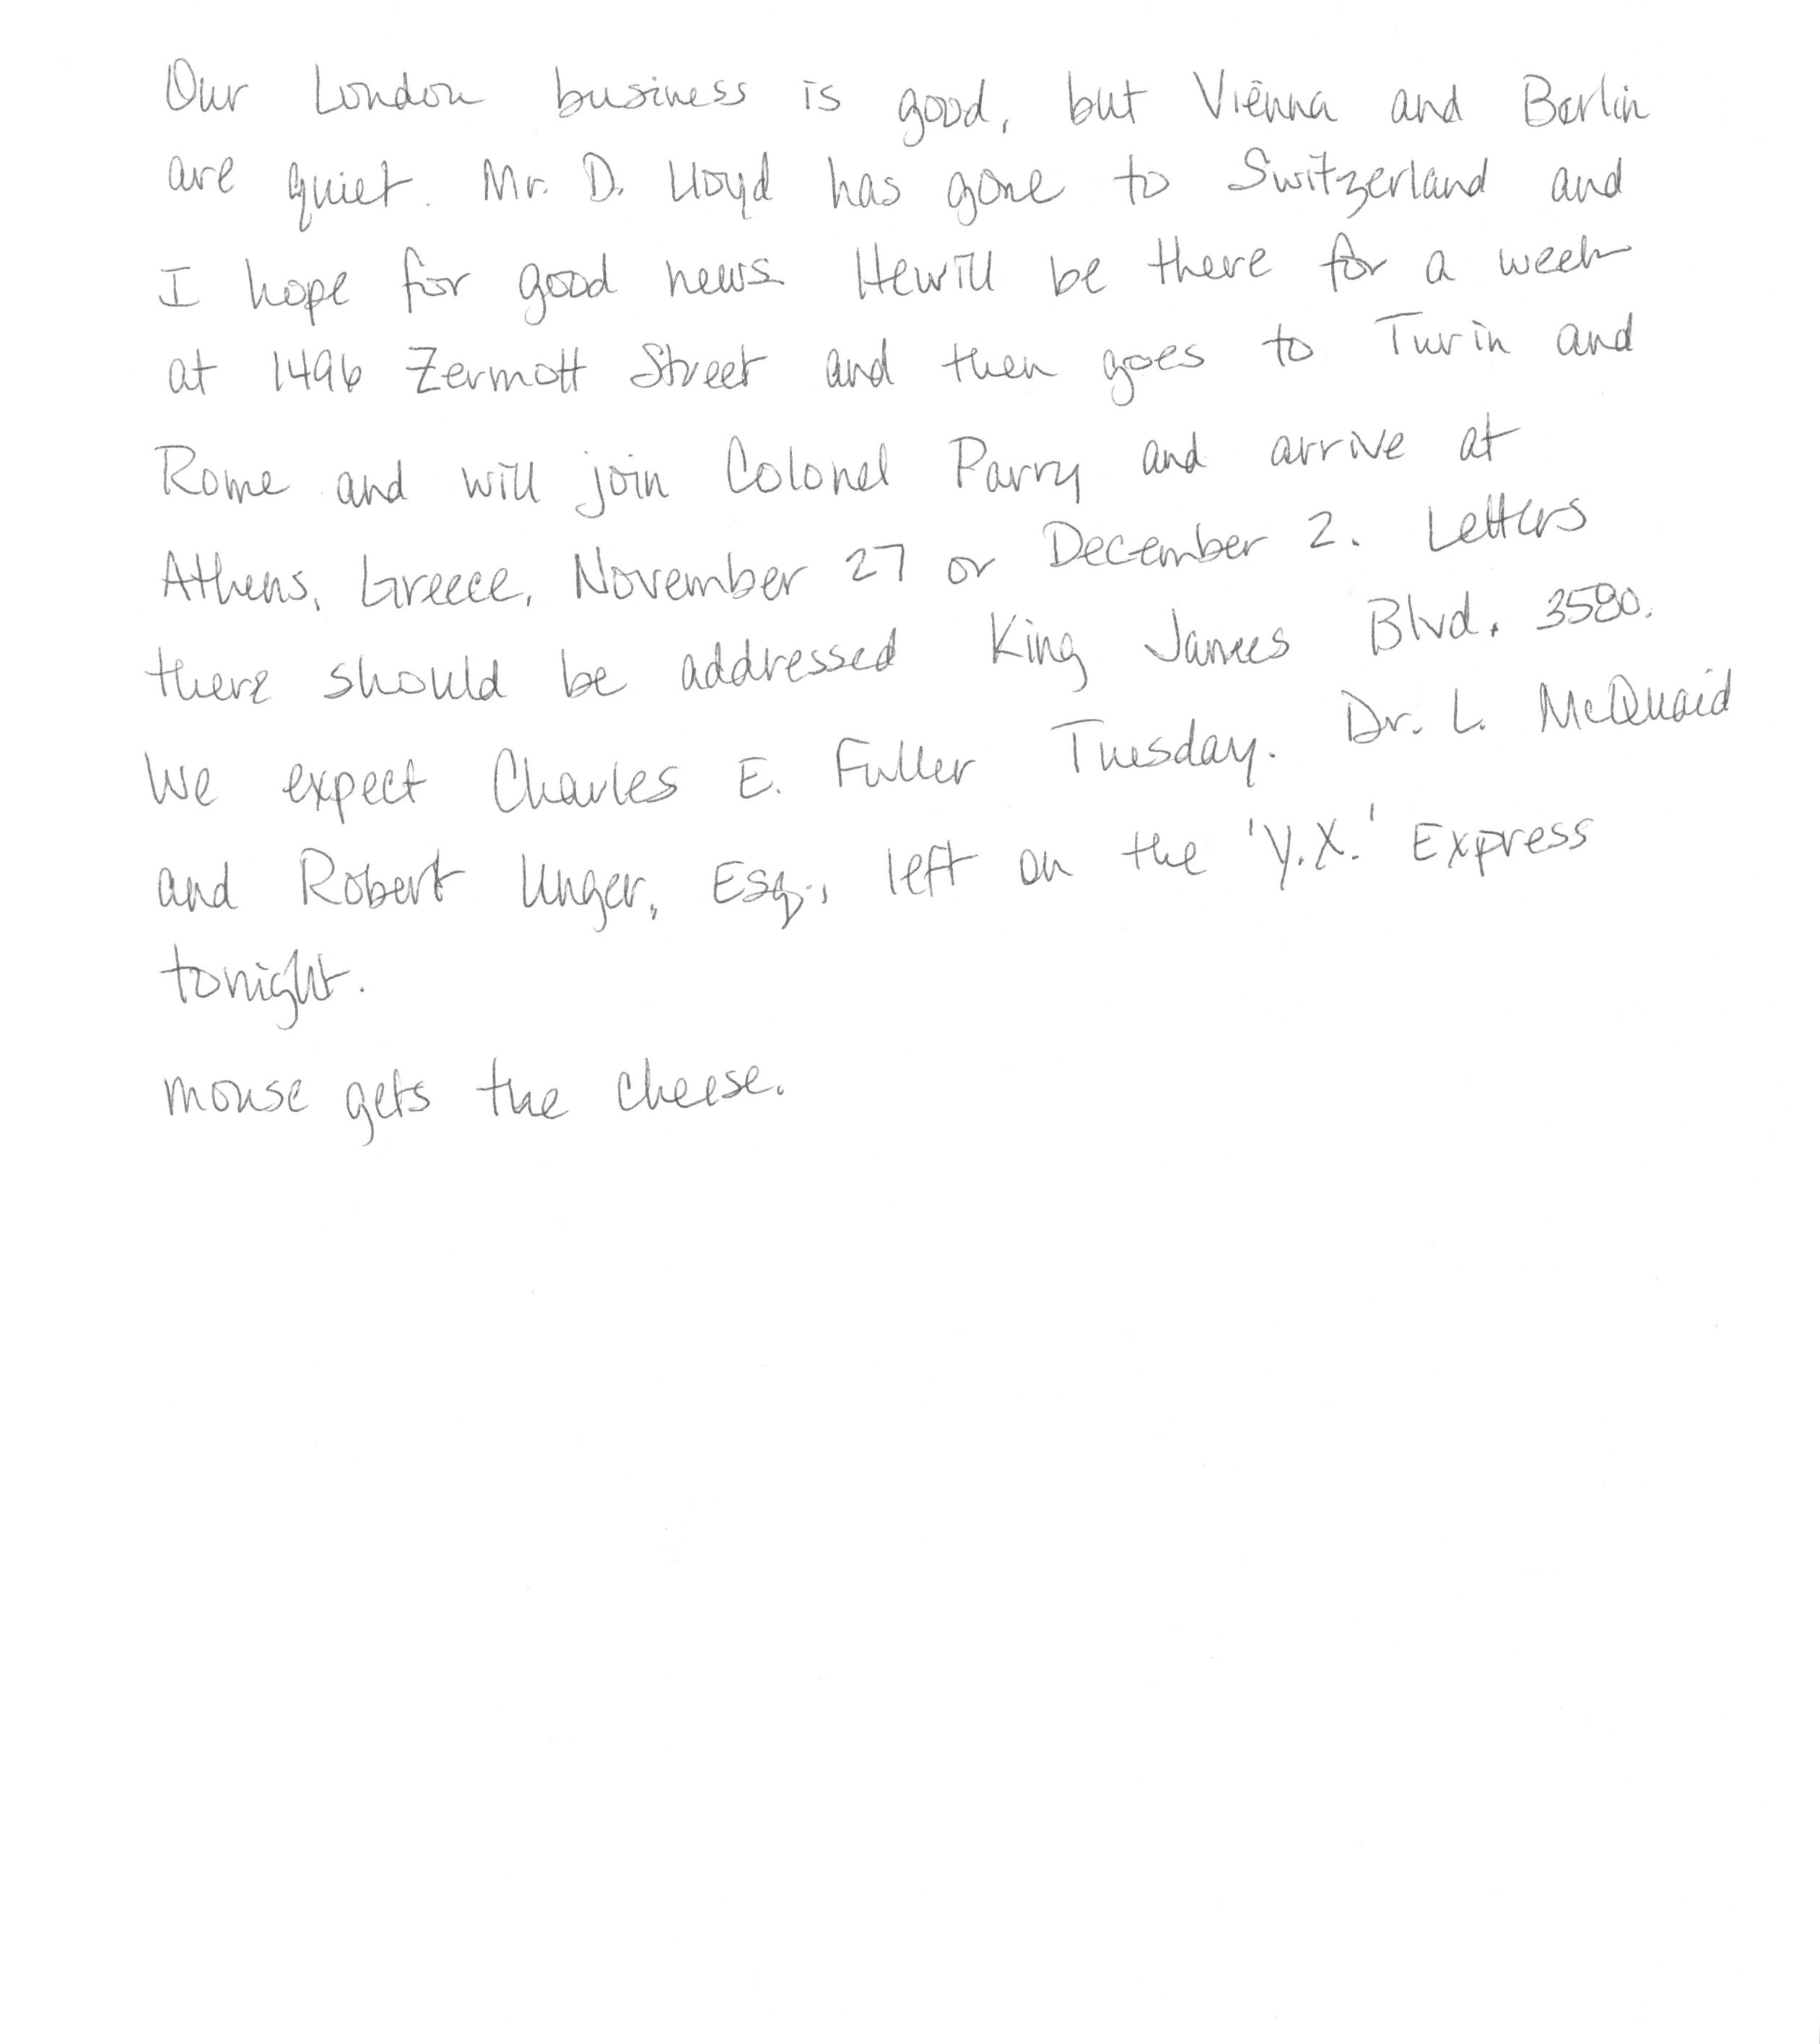 Our London business is good, but Vienna and Berlin
are quiet. Mr. D. Lloyd has gone to Switzerland and
I hope for good news. Hewill be there for a week
at 1496 Zermott Street and then goes to Turin and
Rome and will join Colonel Parry and arrive at
Athens, Greece, November 27 or December 2. Letters
there should be addressed King James Blvd. 3580.
We expect Charles E. Fuller Tuesday. Dr. L. McQuaid
and Robert Unger, Esq., left on the 'Y.X.' Express
tonight.
mouse gets the cheese.